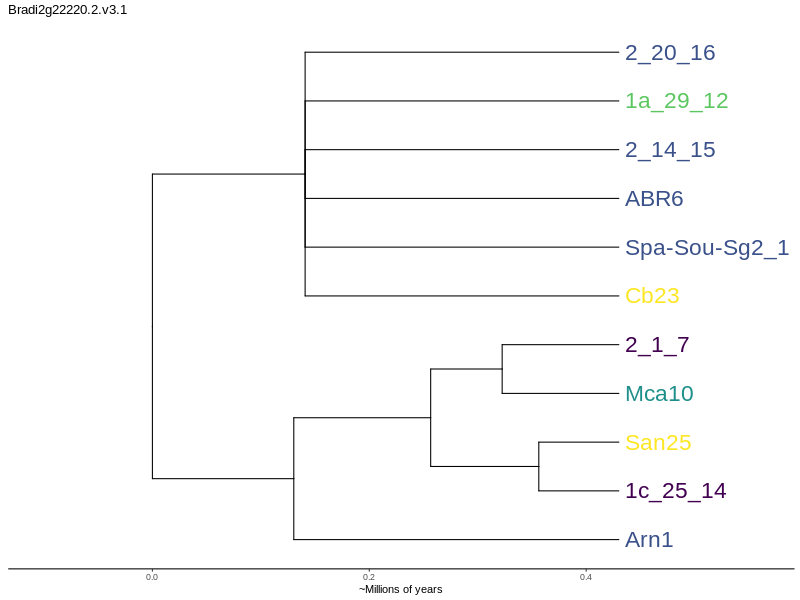 Bradi2g22220.2.v3.1
2_20_16
1a_29_12
2_14_15
ABR6
Spa-Sou-Sg2_1
Cb23
2_1_7
Mca10
San25
1c_25_14
Arn1
0.0 0.2 0.4
~Millions of years